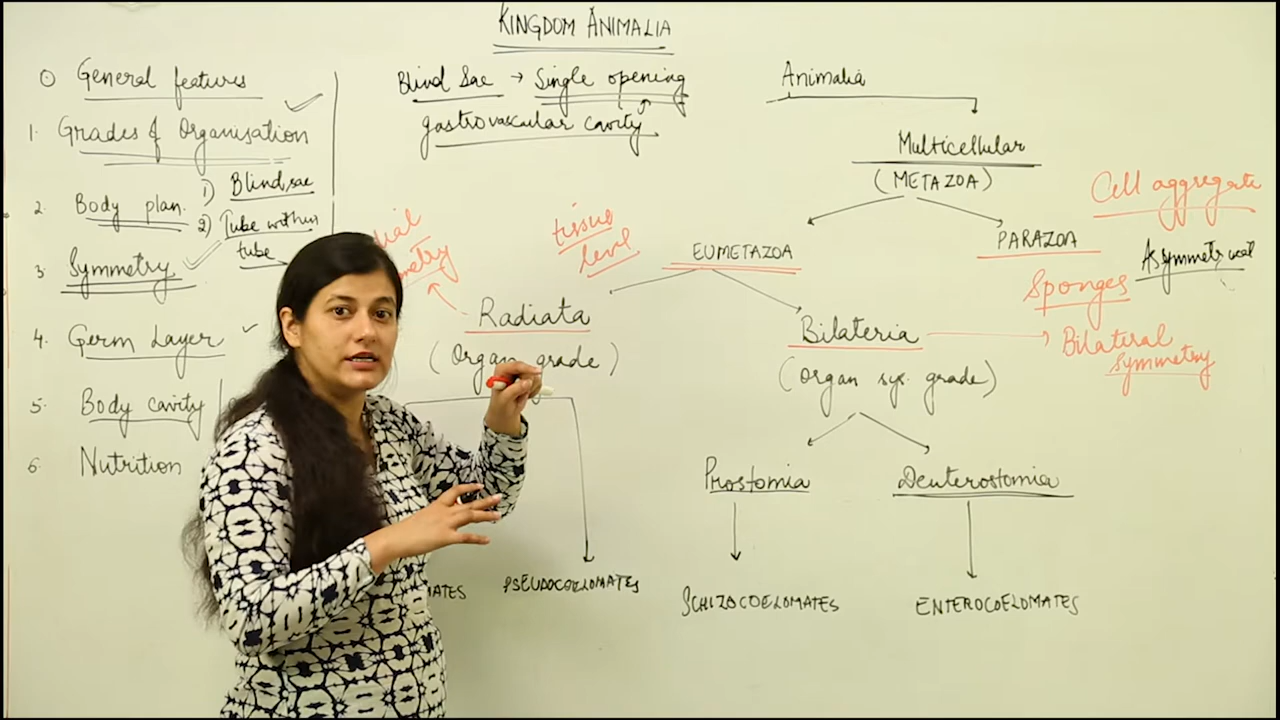 KINGDOM ANIMALIA
0 General features
1. Grades of Organisation
2. Body plan.
1) Blind sac
2) Tube within
tube
3. Symmetry
4. Germ Layer
5. Body cavity
6. Nutrition
Blind Sac → Single opening
gastrovascular cavity
Animalia
Multicellular
(METAZOA)
EUMETAZOA
tissue
level
PARAZOA
Cell aggregate
Asymmetrical
Sponges
Radiata
(Organ grade)
Bilateria
(Organ sys. grade)
Bilateral
symmetry
Prostomia
Deuterostomia
PSEUDOCOELOMATES
SCHIZOCOELOMATES
ENTEROCOELOMATES